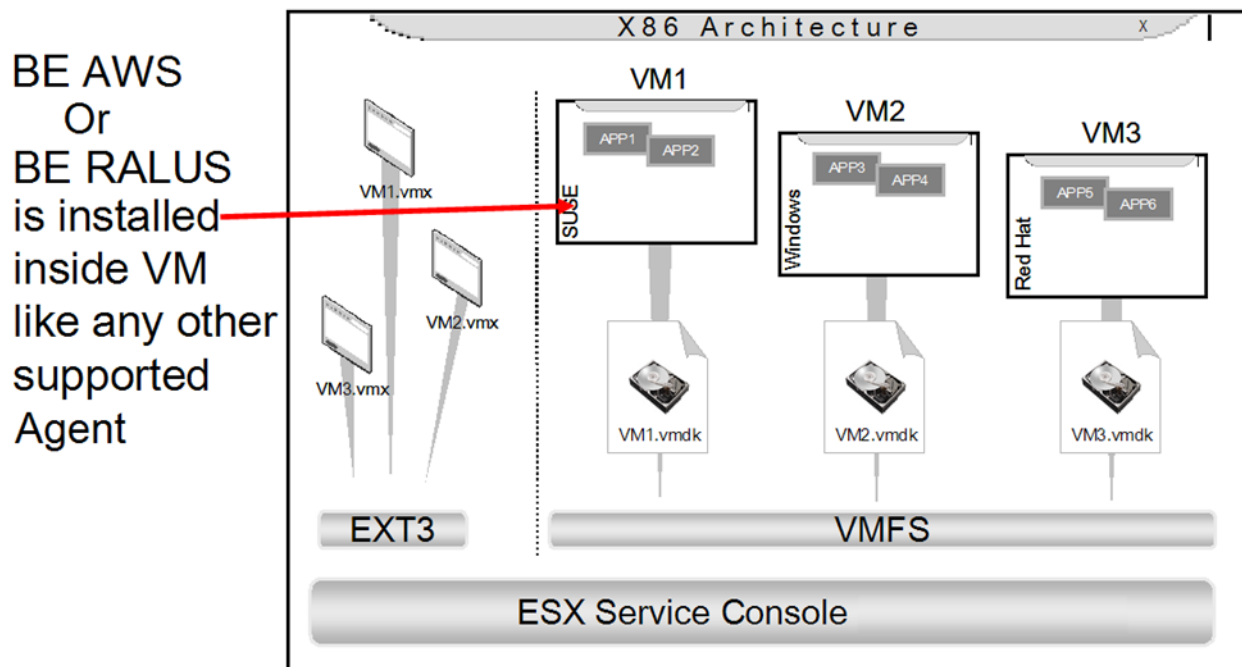 X86 Architecture
X
BE AWS
Or
BE RALUS
is installed
inside VM
like any other
supported
Agent
VM1.vmx
VM2.vmx
VM3.vmx
VM1
APP1
APP2
SUSE
VM1.vmdk
VM2
APP3
APP4
Windows
VM2.vmdk
VM3
APP5
APP6
Red Hat
VM3.vmdk
EXT3
VMFS
ESX Service Console